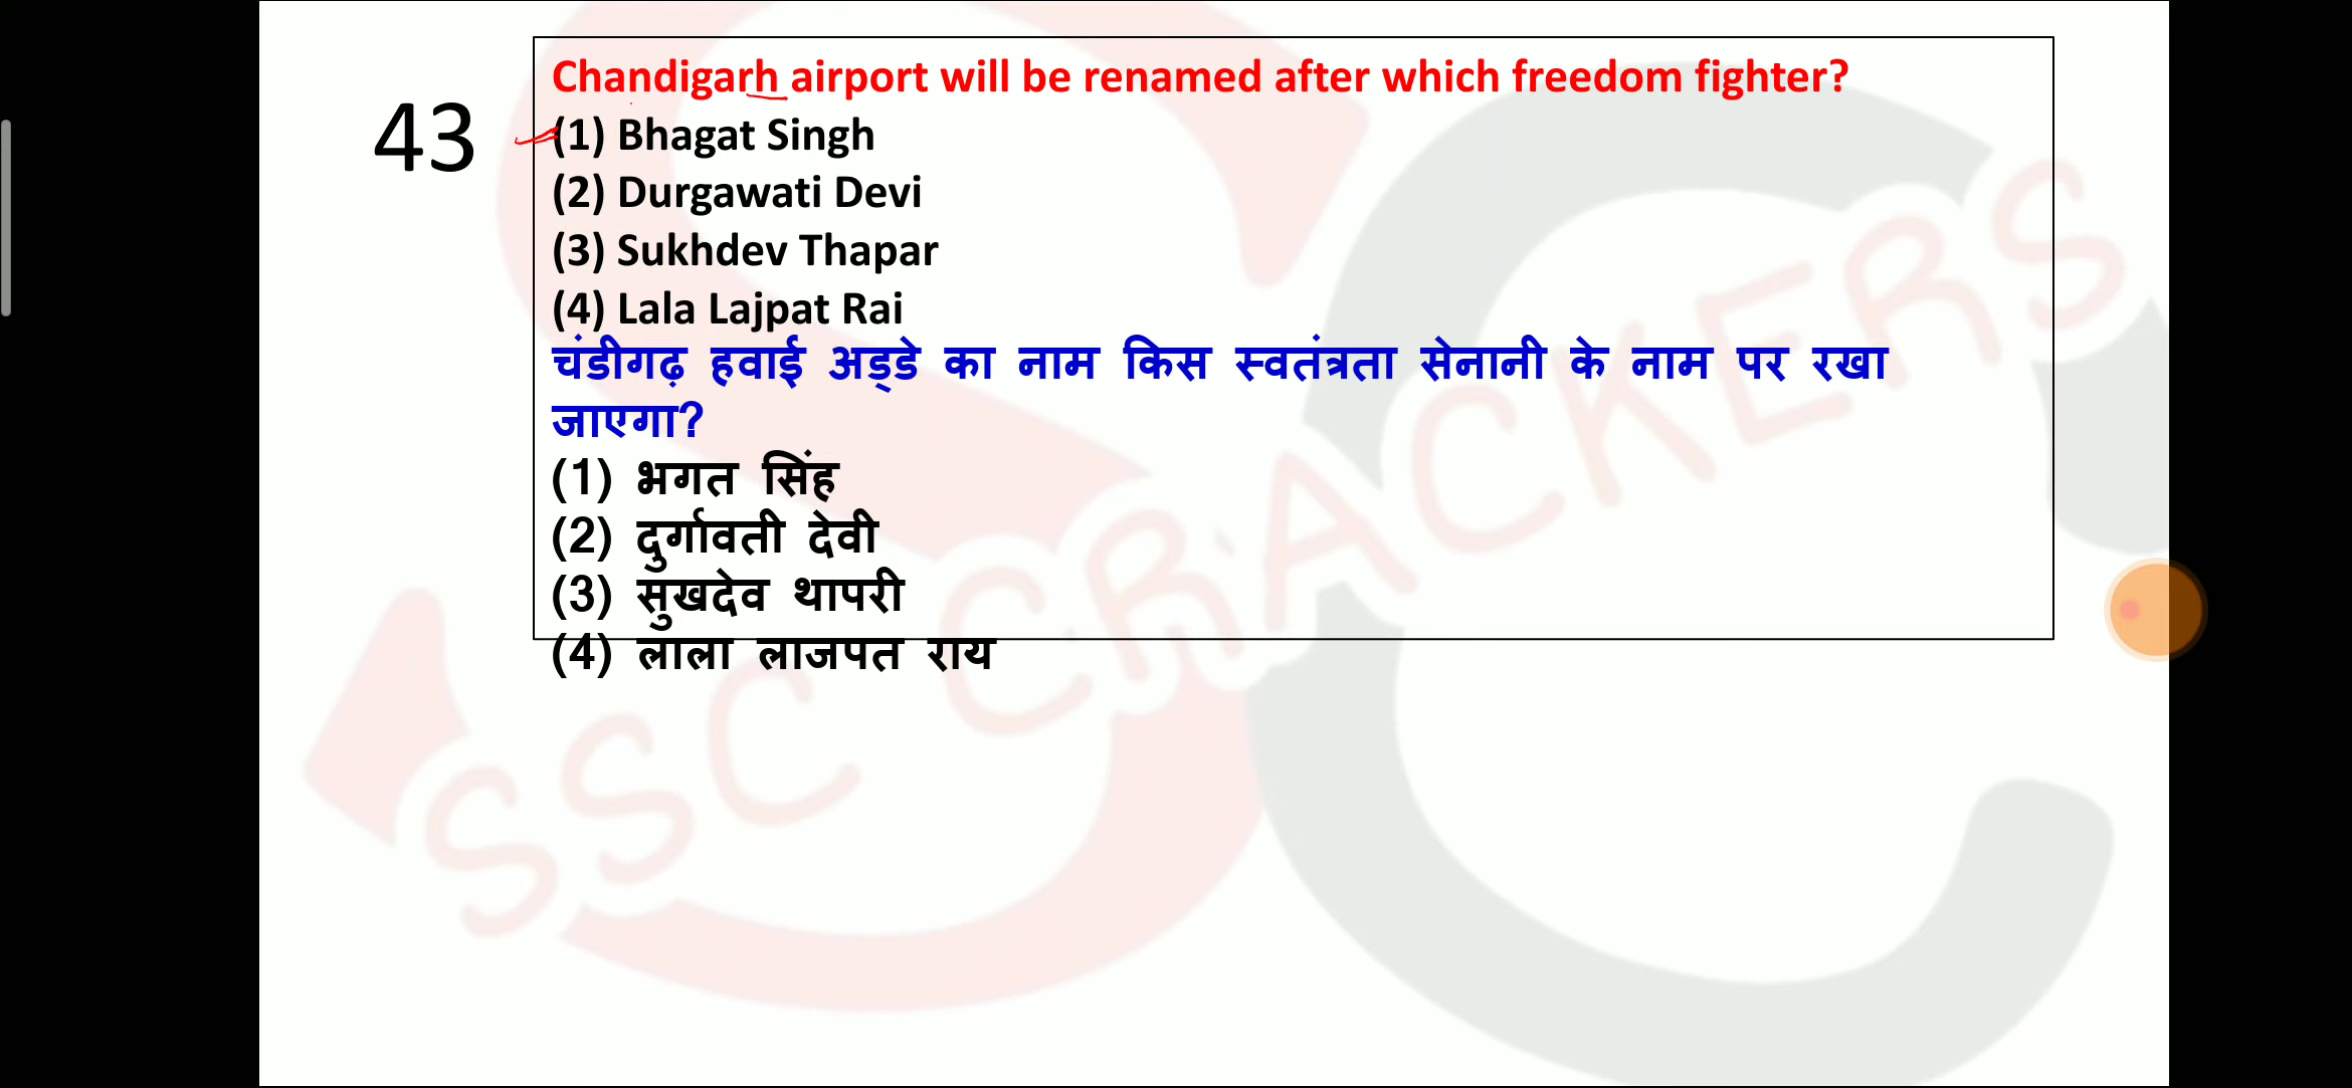 43
Chandigarh airport will be renamed after which freedom fighter?
(1) Bhagat Singh
(2) Durgawati Devi
(3) Sukhdev Thapar
(4) Lala Lajpat Rai
चंडीगढ़ हवाई अड्डे का नाम किस स्वतंत्रता सेनानी के नाम पर रखा
जाएगा?
(1) भगत सिंह
(2) दुर्गावती देवी
(3) सुखदेव थापरी
(4) लाला लाजपत राय
SSC CRACKERS